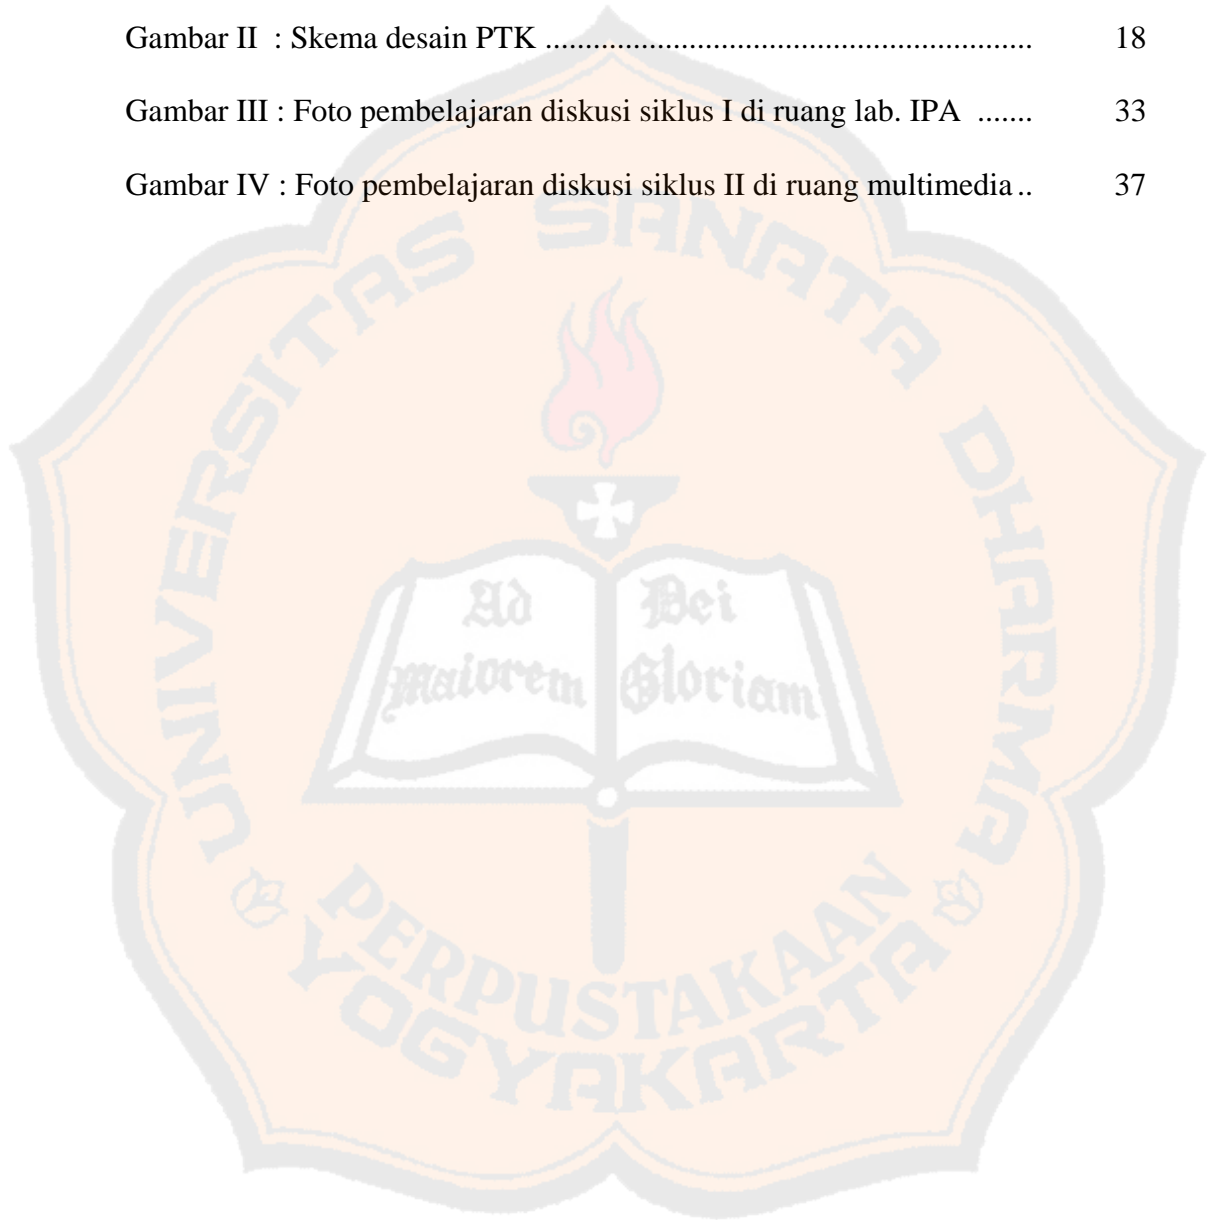 Gambar II : Skema desain PTK ............................................................ 18
Gambar III : Foto pembelajaran diskusi siklus I di ruang lab. IPA ....... 33
Gambar IV : Foto pembelajaran diskusi siklus II di ruang multimedia .. 37
UNIVERSITAS SANATA DHARMA
Ad Dei
Maiorem Gloriam
PERPUSTAKAAN
YOGYAKARTA